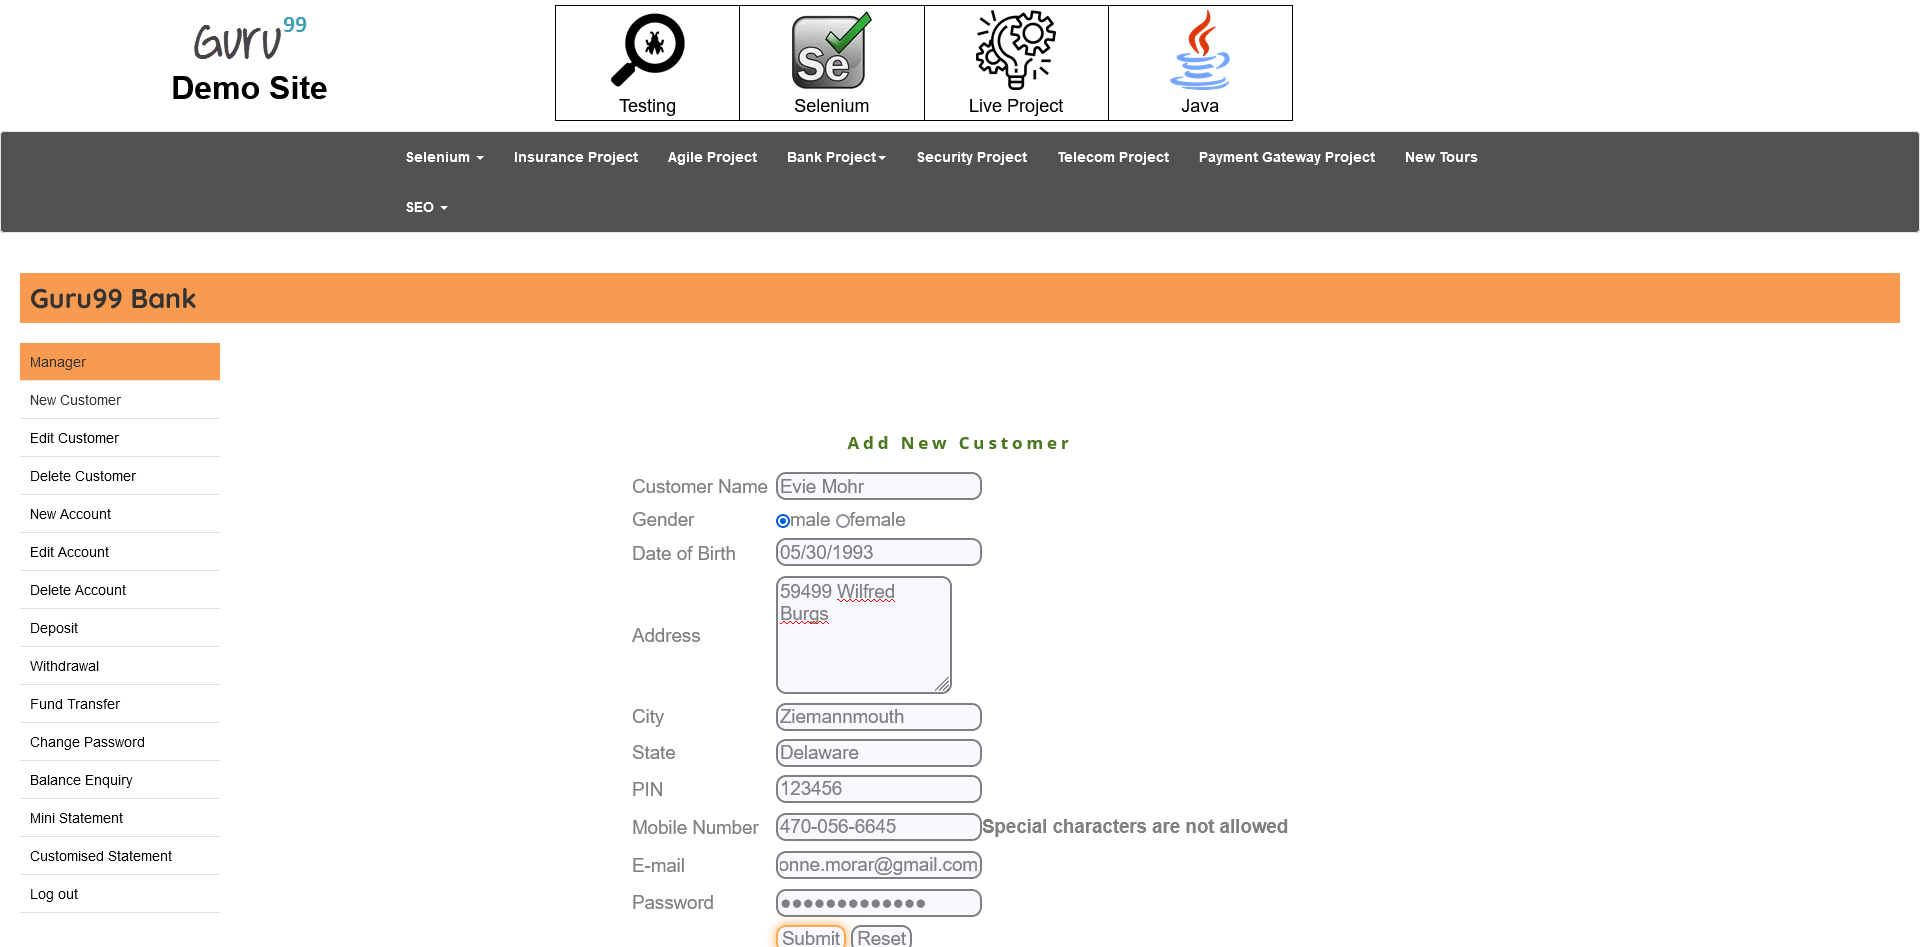 Guru99
Demo Site
Testing
Se
Selenium
Live Project
Java
Selenium
Insurance Project
Agile Project
Bank Project
Security Project
Telecom Project
Payment Gateway Project
New Tours
SEO
Guru99 Bank
Manager
New Customer
Edit Customer
Delete Customer
New Account
Edit Account
Delete Account
Deposit
Withdrawal
Fund Transfer
Change Password
Balance Enquiry
Mini Statement
Customised Statement
Log out
Add New Customer
Customer Name Evie Mohr
Gender male female
Date of Birth 05/30/1993
Address 59499 Wilfred
Burgs
City Ziemannmouth
State Delaware
PIN 123456
Mobile Number 470-056-6645 Special characters are not allowed
E-mail onne.morar@gmail.com
Password
Submit Reset